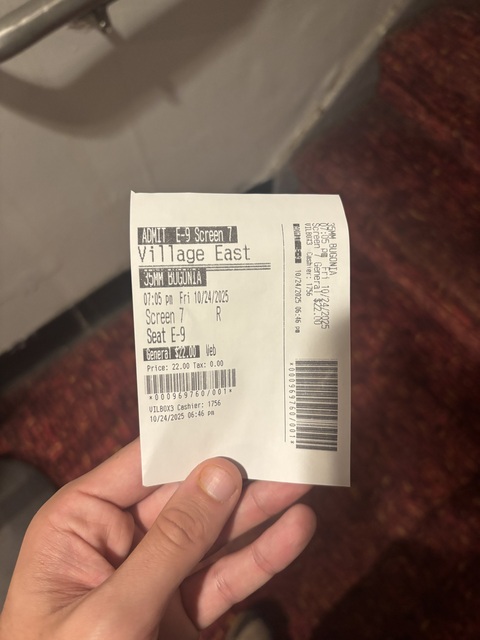 ADMIT E-9 Screen 7
Village East
35MM BUGONIA
07:05 pm Fri 10/24/2025
Screen 7 R
Seat E-9
General $22.00 Web
Price: 22.00 Tax: 0.00
*000969760/001*
VILBOX3 Cashier: 1756
10/24/2025 06:46 pm
35MM BUGONIA
07:05 pm Fri 10/24/2025
Screen 7 General $22.00
VILBOX3 Cashier: 1756
10/24/2025 06:46 pm
*000969760/001*